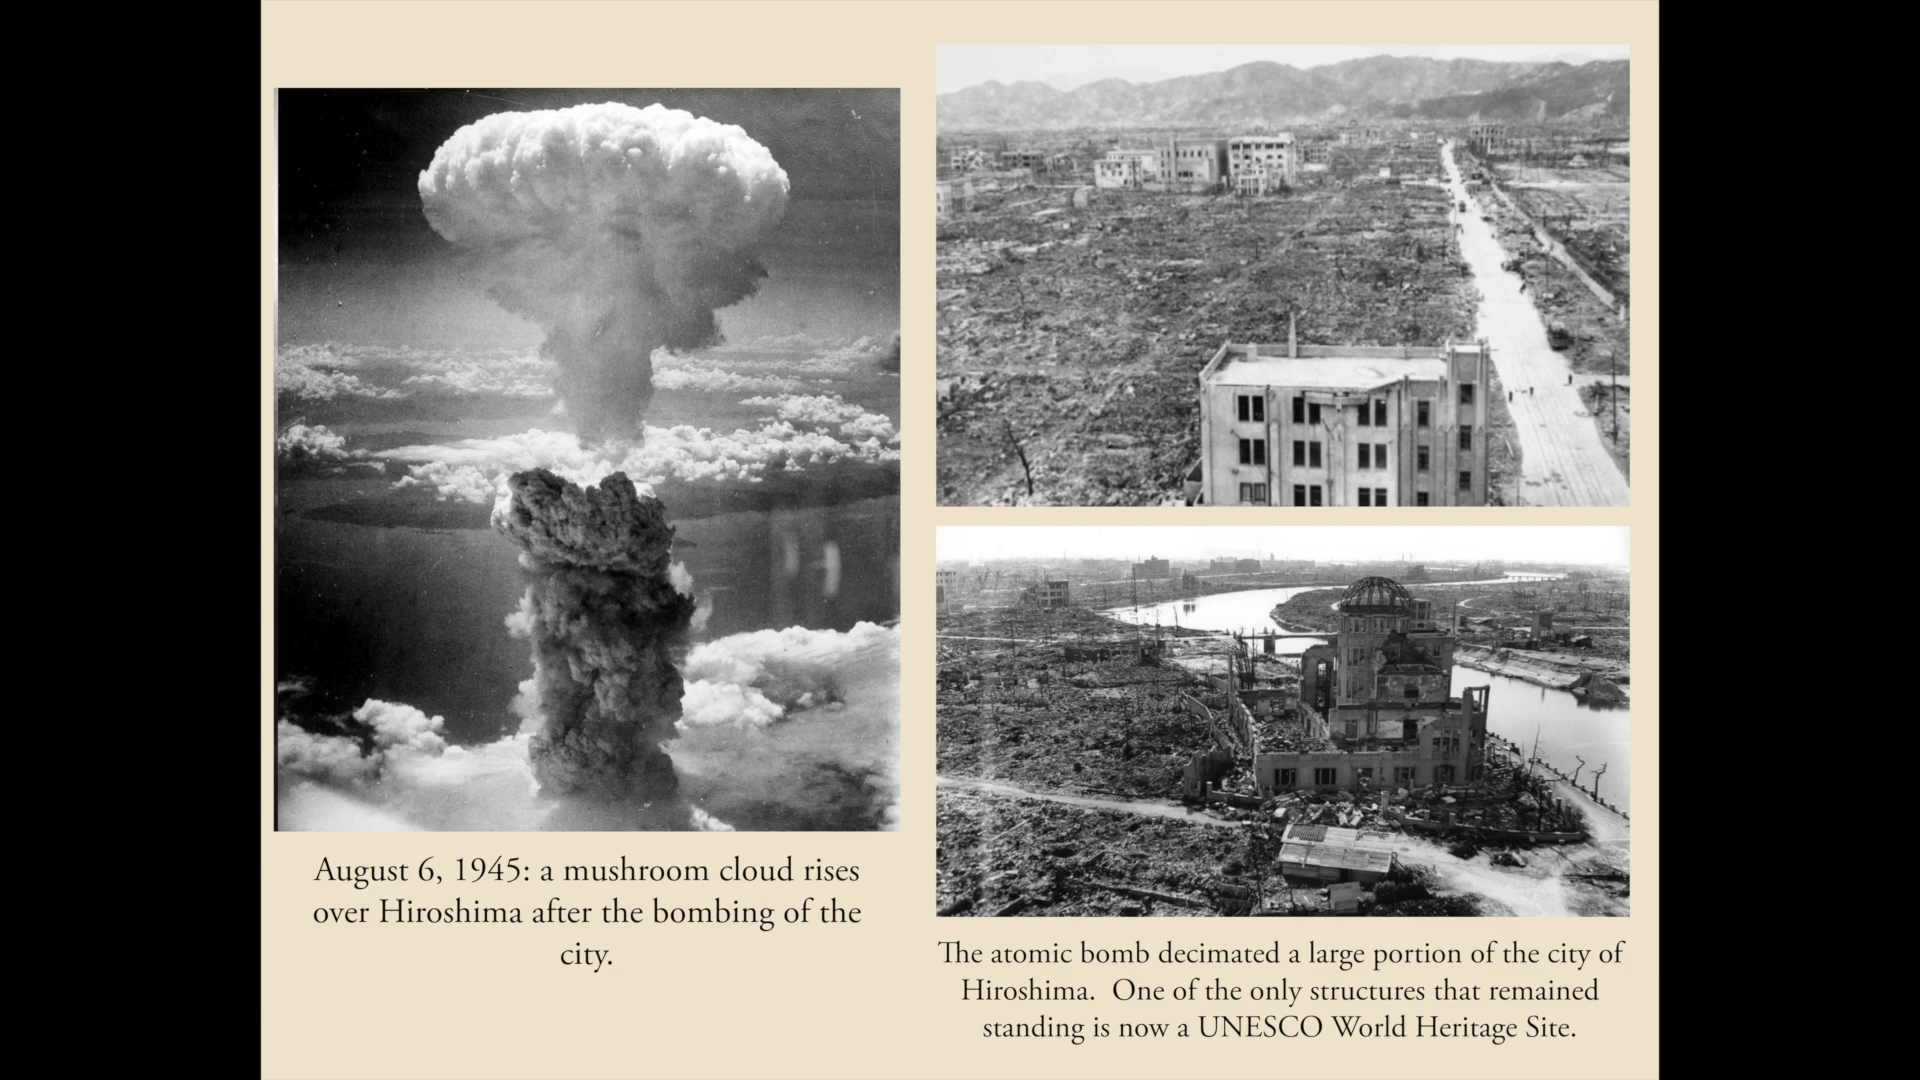 August 6, 1945: a mushroom cloud rises
over Hiroshima after the bombing of the
city.
The atomic bomb decimated a large portion of the city of
Hiroshima.  One of the only structures that remained
standing is now a UNESCO World Heritage Site.